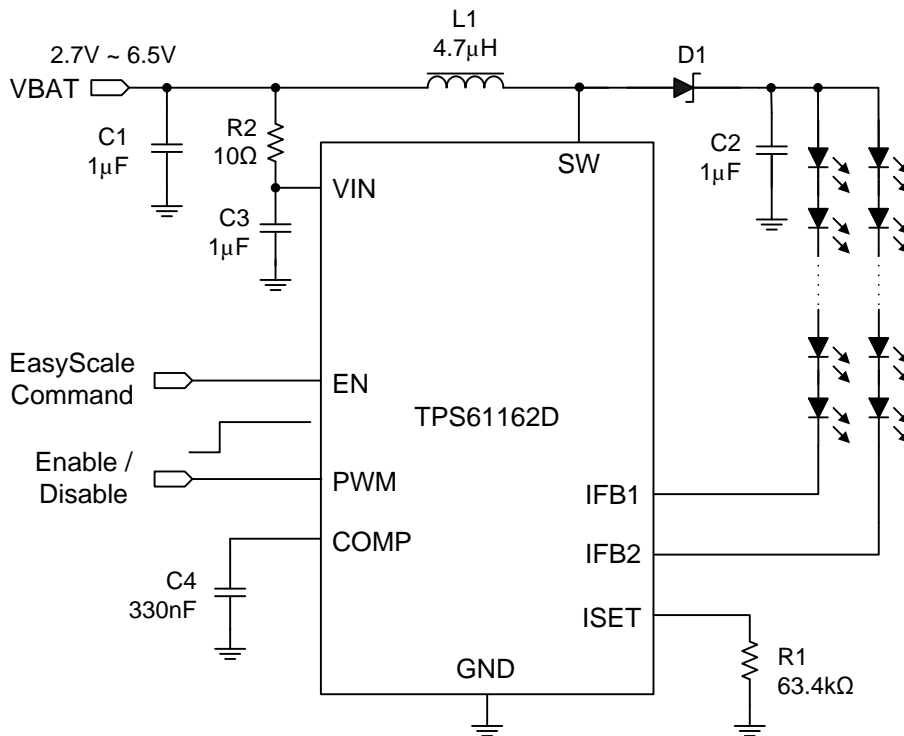 L1
4.7μH
2.7V ~ 6.5V
VBAT
D1
C1
1μF
R2
10Ω
SW
C2
1μF
VIN
C3
1μF
EasyScale
Command
EN
TPS61162D
Enable /
Disable
PWM
IFB1
COMP
IFB2
C4
330nF
ISET
GND
R1
63.4kΩ